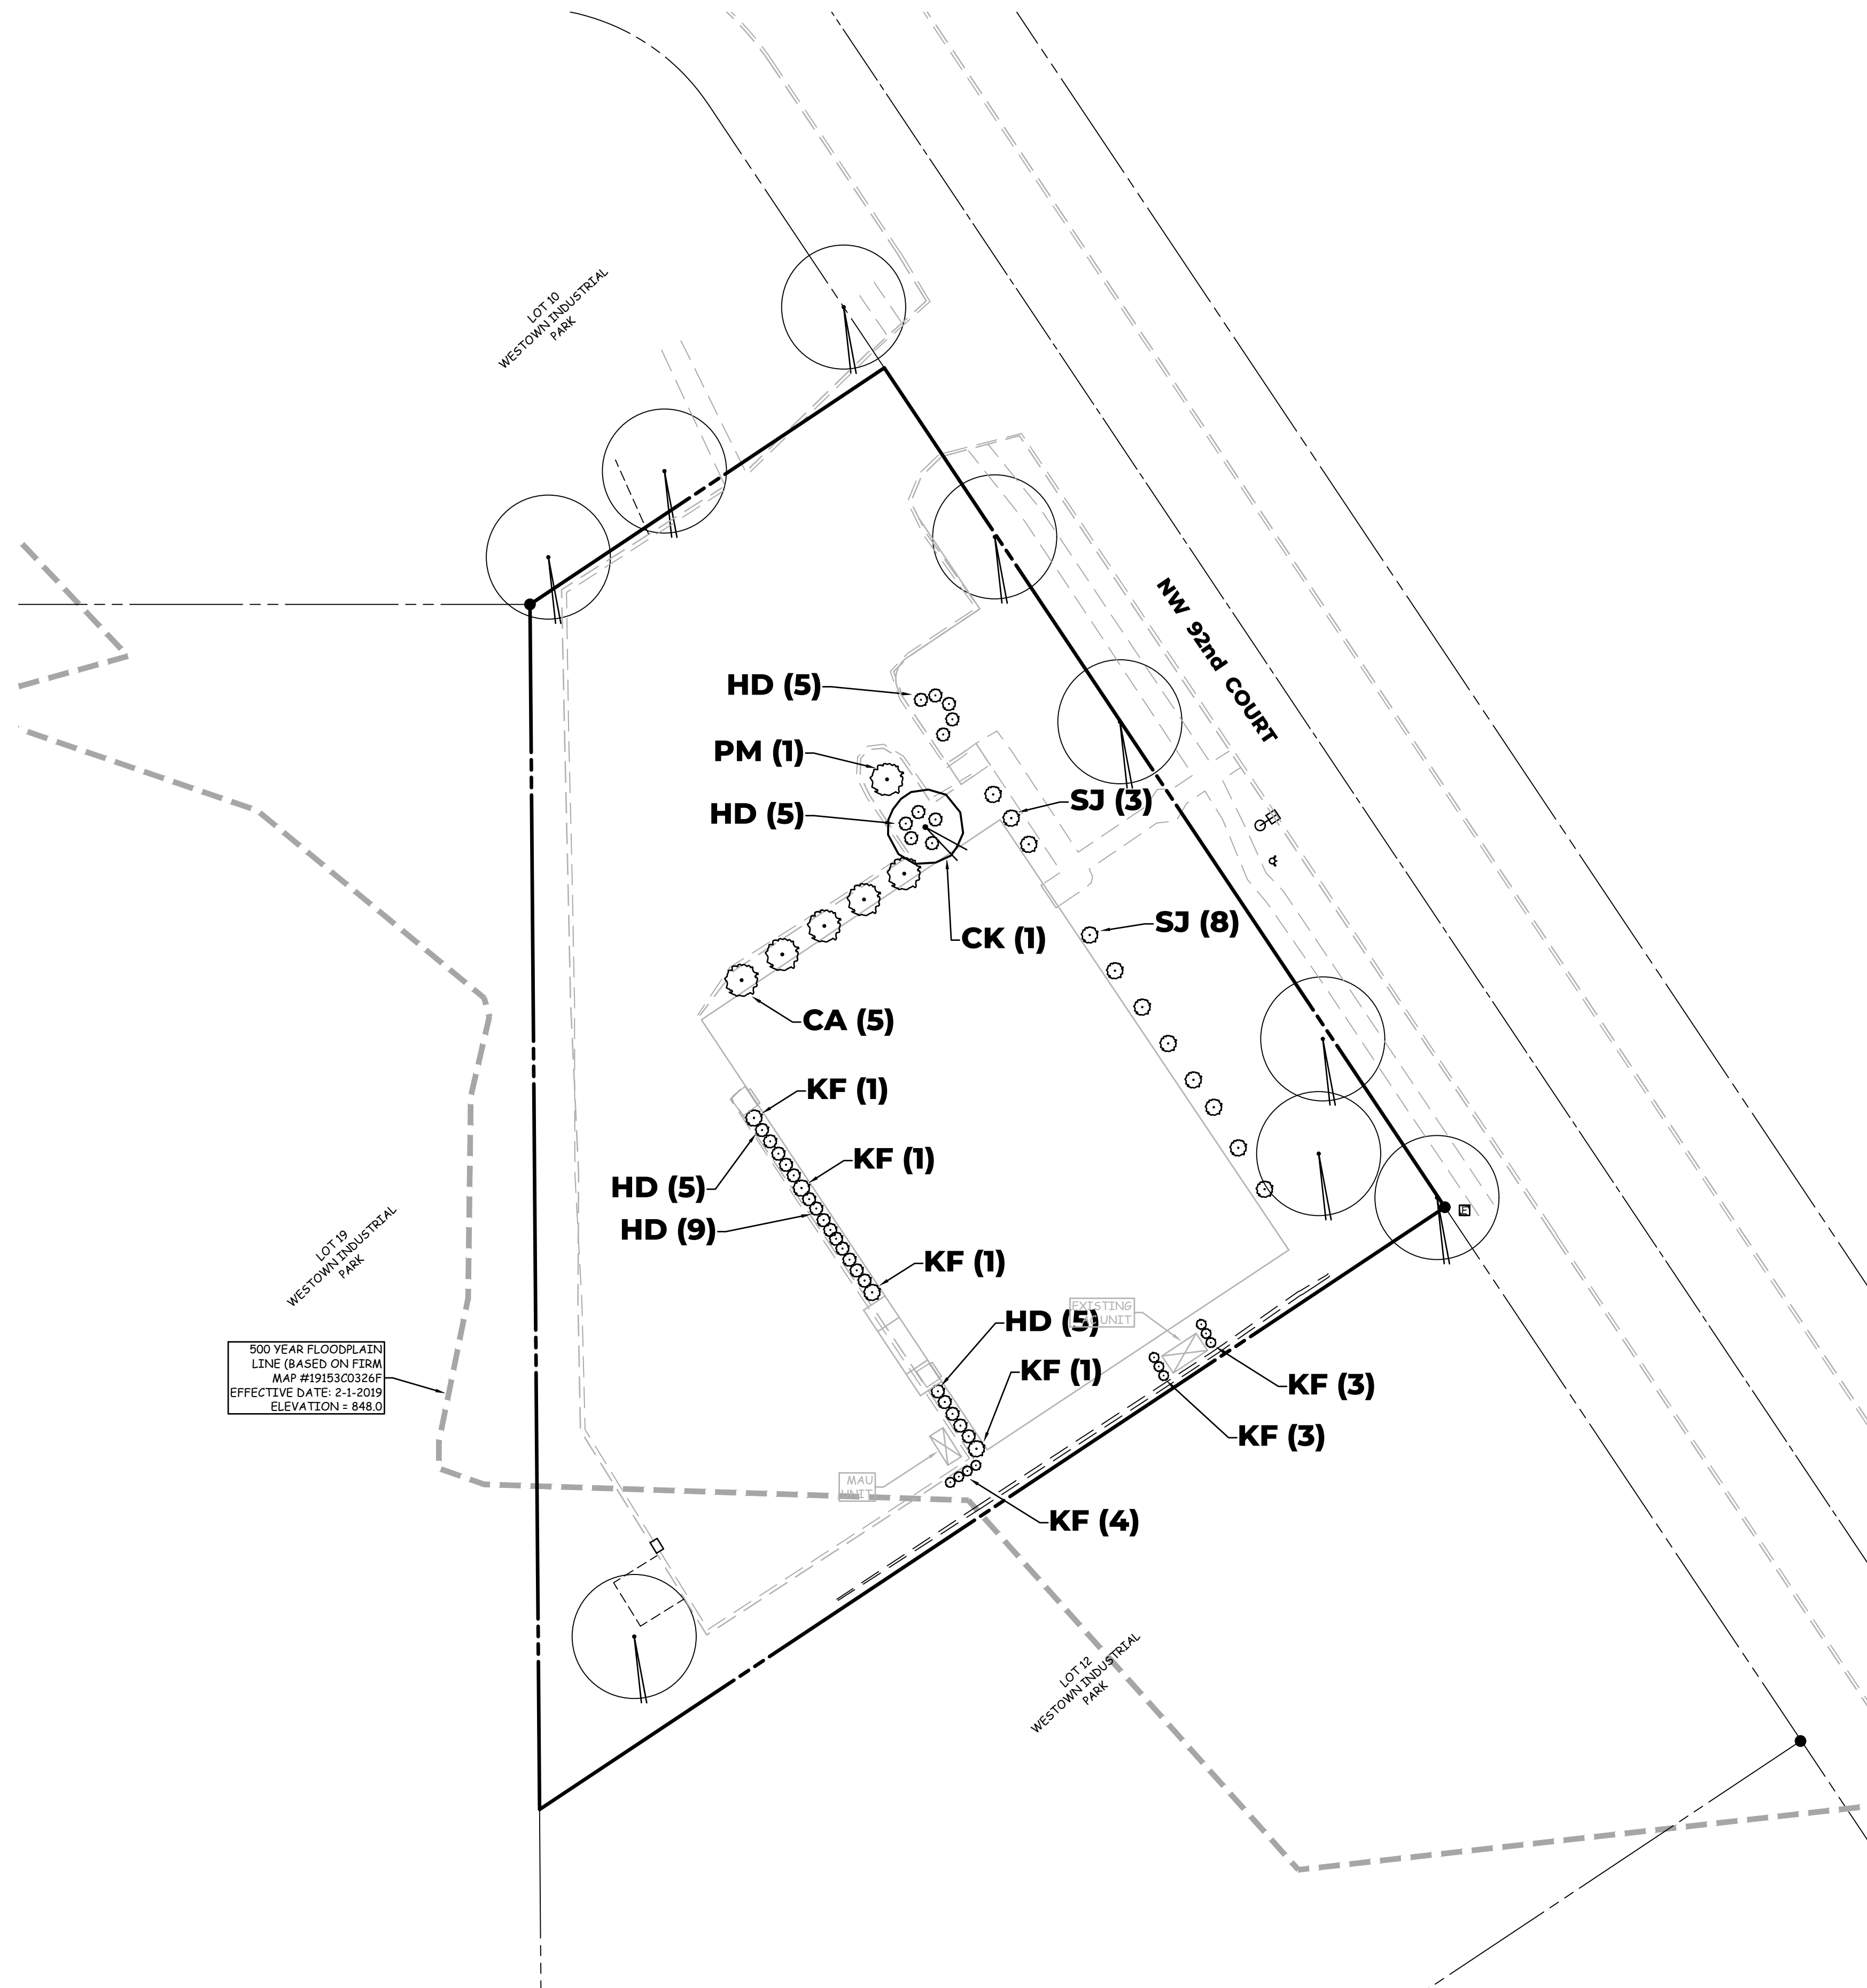 LOT 10
WESTOWN INDUSTRIAL
PARK
NW 92nd COURT
HD (5)
PM (1)
HD (5)
SJ (3)
SJ (8)
CK (1)
CA (5)
KF (1)
KF (1)
HD (5)
HD (9)
KF (1)
LOT 19
WESTOWN INDUSTRIAL
PARK
HD (5)
EXISTING
AC UNIT
KF (1)
500 YEAR FLOODPLAIN
LINE (BASED ON FIRM
MAP #19153C0326F
EFFECTIVE DATE: 2-1-2019
ELEVATION = 848.0
KF (3)
KF (3)
MAU
UNIT
KF (4)
LOT 12
WESTOWN INDUSTRIAL
PARK